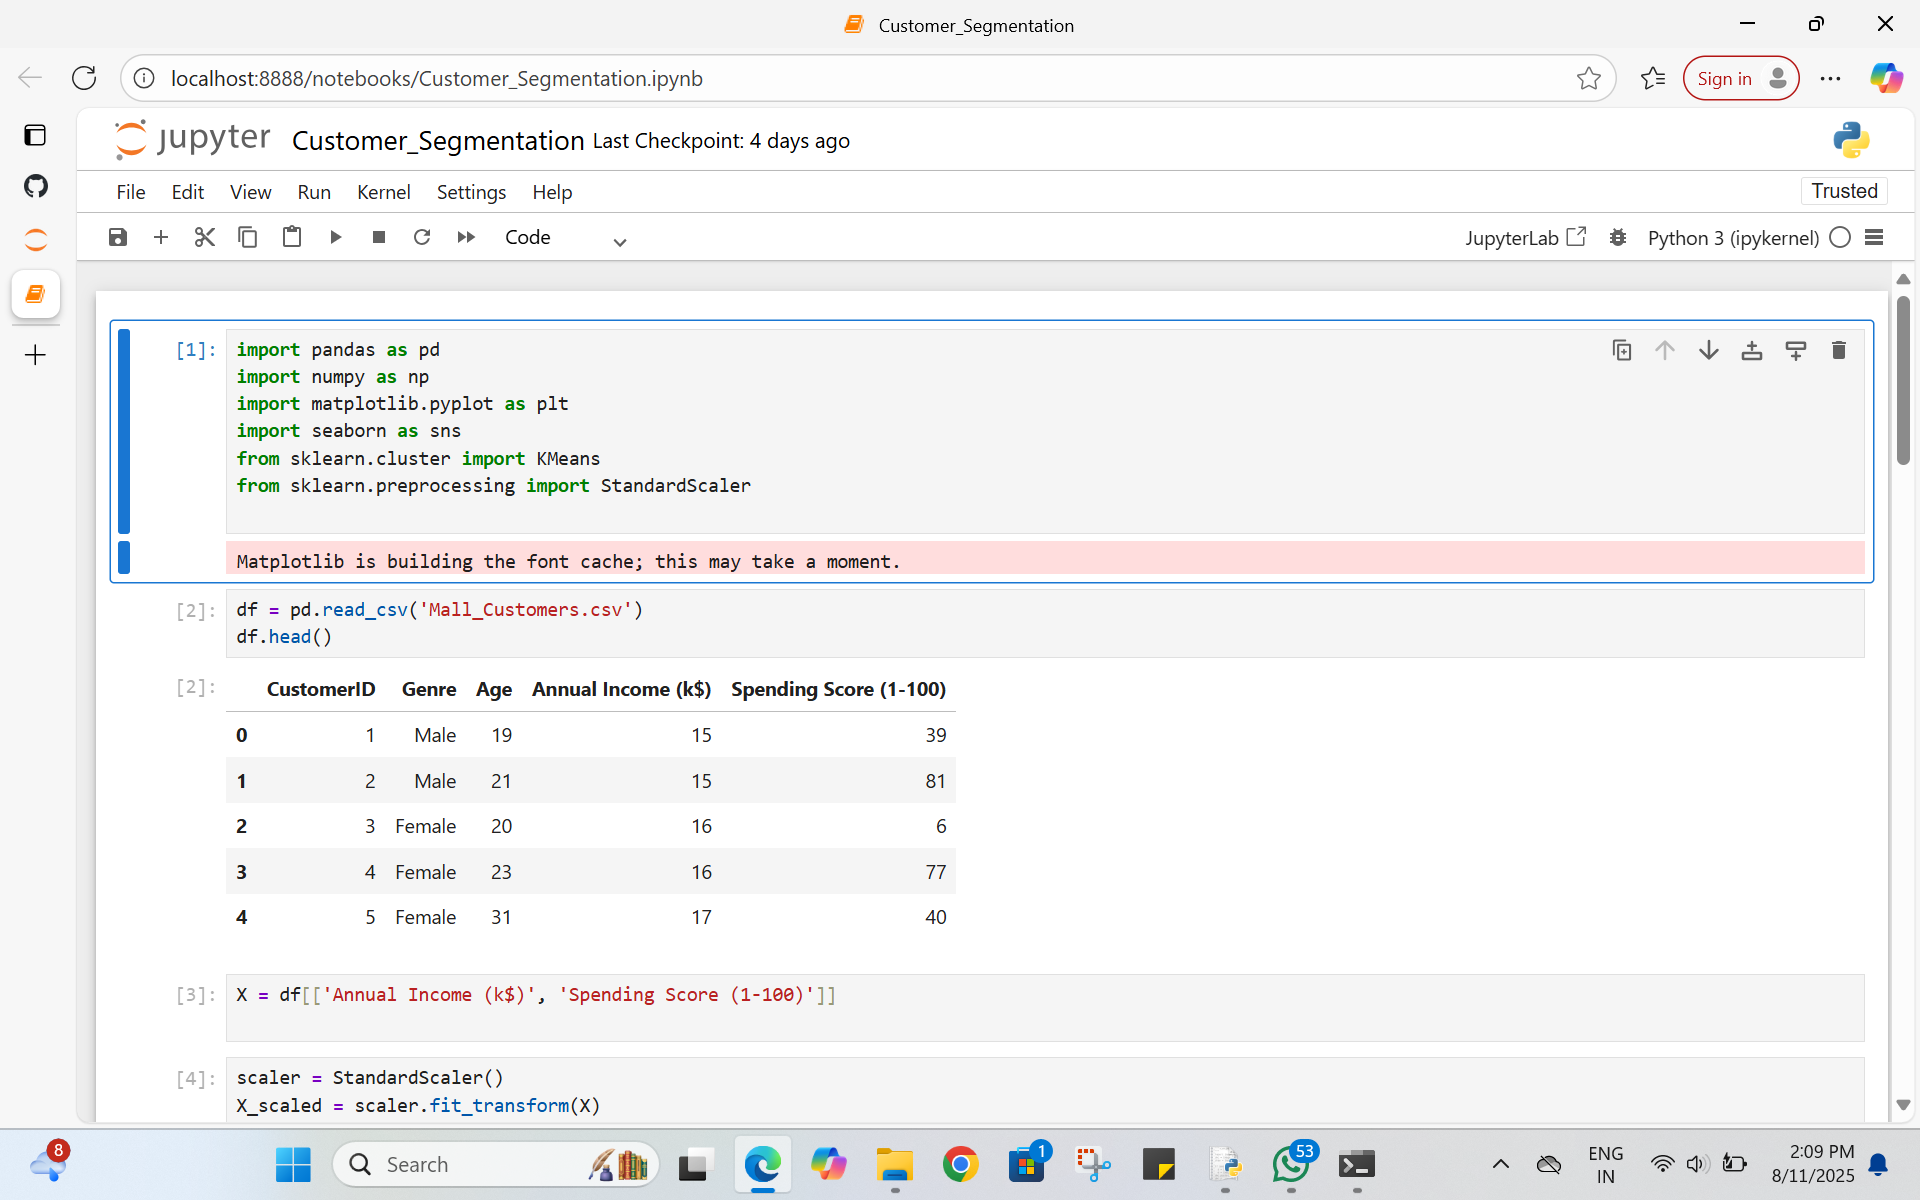 Customer_Segmentation
localhost:8888/notebooks/Customer_Segmentation.ipynb
Sign in
jupyter Customer_Segmentation Last Checkpoint: 4 days ago
File Edit View Run Kernel Settings Help
Trusted
Code
JupyterLab
Python 3 (ipykernel)
[1]: import pandas as pd
import numpy as np
import matplotlib.pyplot as plt
import seaborn as sns
from sklearn.cluster import KMeans
from sklearn.preprocessing import StandardScaler
Matplotlib is building the font cache; this may take a moment.
[2]: df = pd.read_csv('Mall_Customers.csv')
df.head()
[2]: CustomerID Genre Age Annual Income (k$) Spending Score (1-100)
0 1 Male 19 15 39
1 2 Male 21 15 81
2 3 Female 20 16 6
3 4 Female 23 16 77
4 5 Female 31 17 40
[3]: X = df[['Annual Income (k$)', 'Spending Score (1-100)']]
[4]: scaler = StandardScaler()
X_scaled = scaler.fit_transform(X)
8
Search
1
53
ENG
IN
2:09 PM
8/11/2025